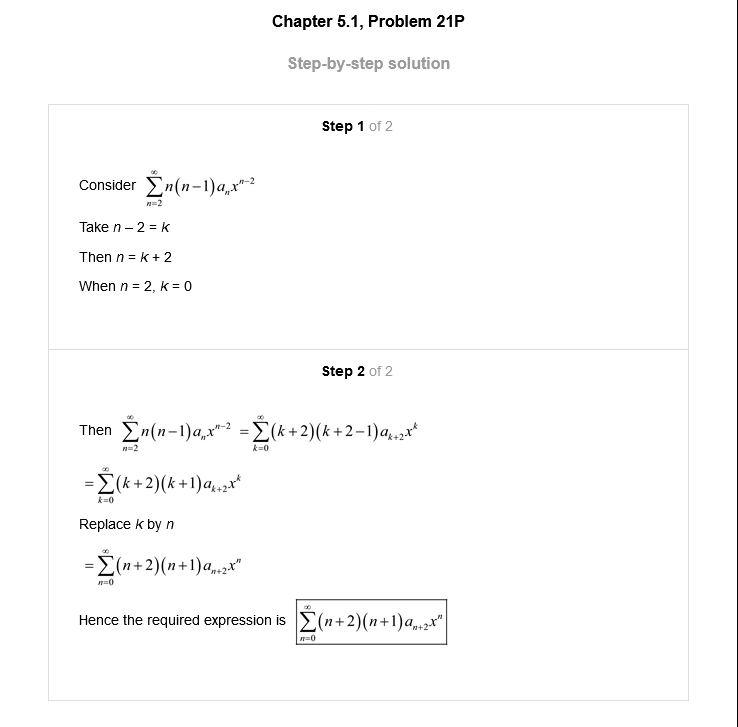 Chapter 5.1, Problem 21P
Step-by-step solution
Step 1 of 2
Consider $\sum_{n=2}^{\infty} n(n-1)a_n x^{n-2}$
Take n – 2 = k
Then n = k + 2
When n = 2, k = 0
Step 2 of 2
Then $\sum_{n=2}^{\infty} n(n-1)a_n x^{n-2} = \sum_{k=0}^{\infty} (k+2)(k+2-1)a_{k+2} x^k$
$= \sum_{k=0}^{\infty} (k+2)(k+1)a_{k+2} x^k$
Replace k by n
$= \sum_{n=0}^{\infty} (n+2)(n+1)a_{n+2} x^n$
Hence the required expression is $\sum_{n=0}^{\infty} (n+2)(n+1)a_{n+2} x^n$